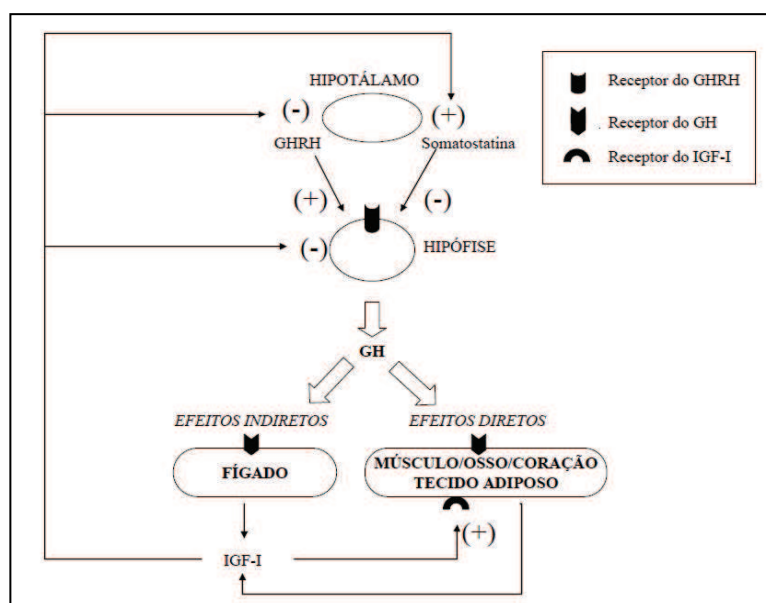 HIPOTÁLAMO
(-)
(+)
GHRH
Somatostatina
(+)
(-)
(-)
HIPÓFISE
GH
EFEITOS INDIRETOS
EFEITOS DIRETOS
FÍGADO
MÚSCULO/OSSO/CORAÇÃO
TECIDO ADIPOSO
(+)
IGF-I
Receptor do GHRH
. Receptor do GH
Receptor do IGF-I